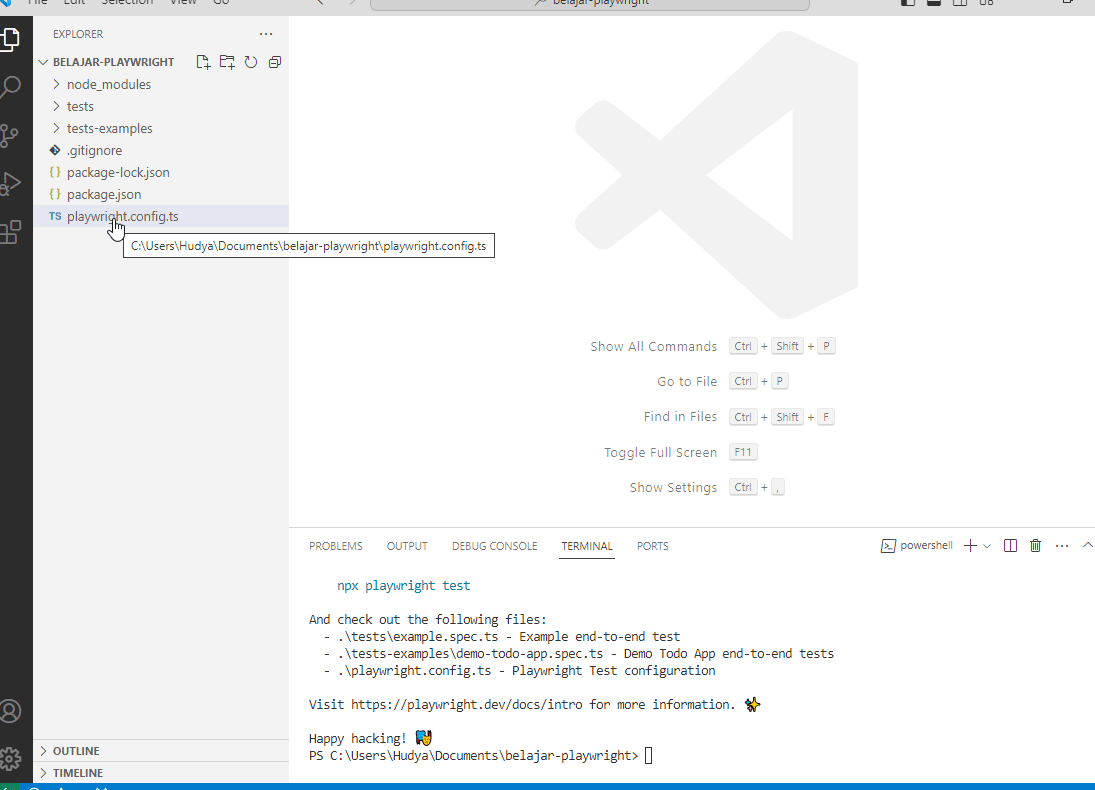 File Edit Selection View Go
belajar-playwright
EXPLORER
BELAJAR-PLAYWRIGHT
node_modules
tests
tests-examples
.gitignore
{} package-lock.json
{} package.json
TS playwright.config.ts
C:\Users\Hudya\Documents\belajar-playwright\playwright.config.ts
Show All Commands Ctrl + Shift + P
Go to File Ctrl + P
Find in Files Ctrl + Shift + F
Toggle Full Screen F11
Show Settings Ctrl + ,
PROBLEMS OUTPUT DEBUG CONSOLE TERMINAL PORTS powershell
npx playwright test
And check out the following files:
- .\tests\example.spec.ts - Example end-to-end test
- .\tests-examples\demo-todo-app.spec.ts - Demo Todo App end-to-end tests
- .\playwright.config.ts - Playwright Test configuration
Visit https://playwright.dev/docs/intro for more information. ✨
Happy hacking! 🎭
PS C:\Users\Hudya\Documents\belajar-playwright>
OUTLINE
TIMELINE